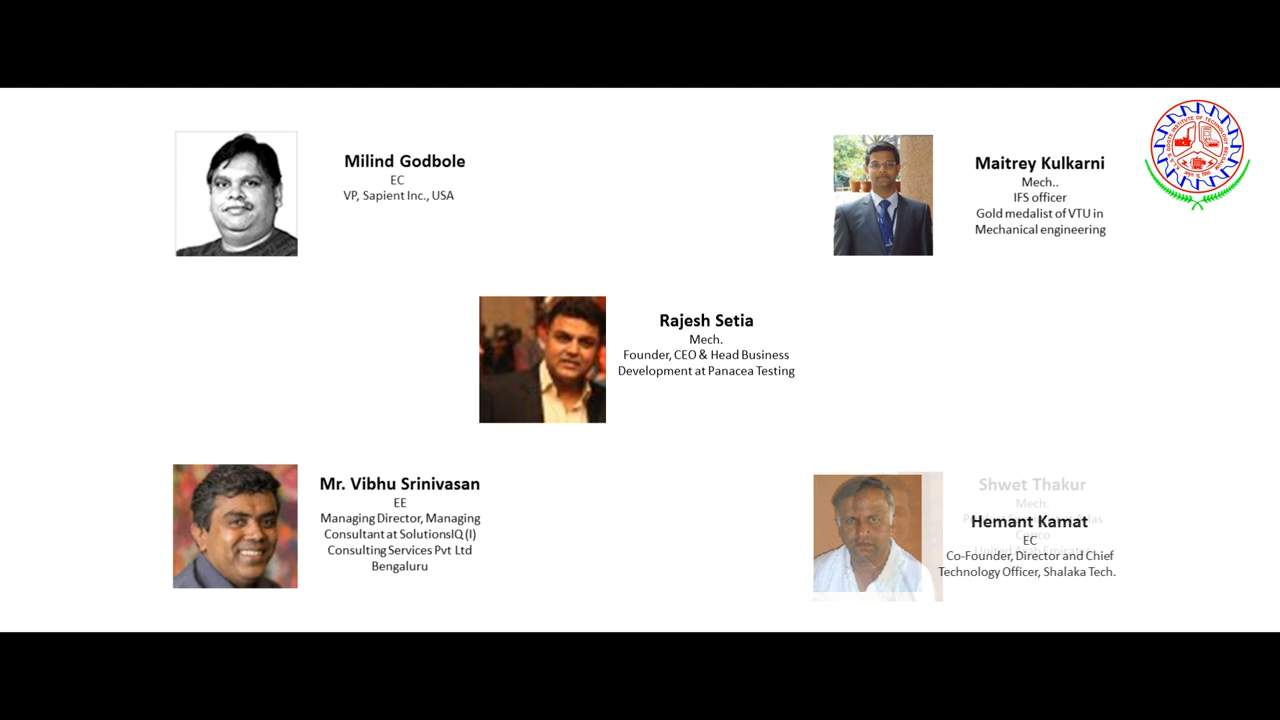 Milind Godbole
EC
VP, Sapient Inc., USA
Maitrey Kulkarni
Mech..
IFS officer
Gold medalist of VTU in
Mechanical engineering
Rajesh Setia
Mech.
Founder, CEO & Head Business
Development at Panacea Testing
Mr. Vibhu Srinivasan
EE
Managing Director, Managing
Consultant at SolutionsIQ (I)
Consulting Services Pvt Ltd
Bengaluru
Shwet Thakur
Mech.
Hemant Kamat
EC
Co-Founder, Director and Chief
Technology Officer, Shalaka Tech.